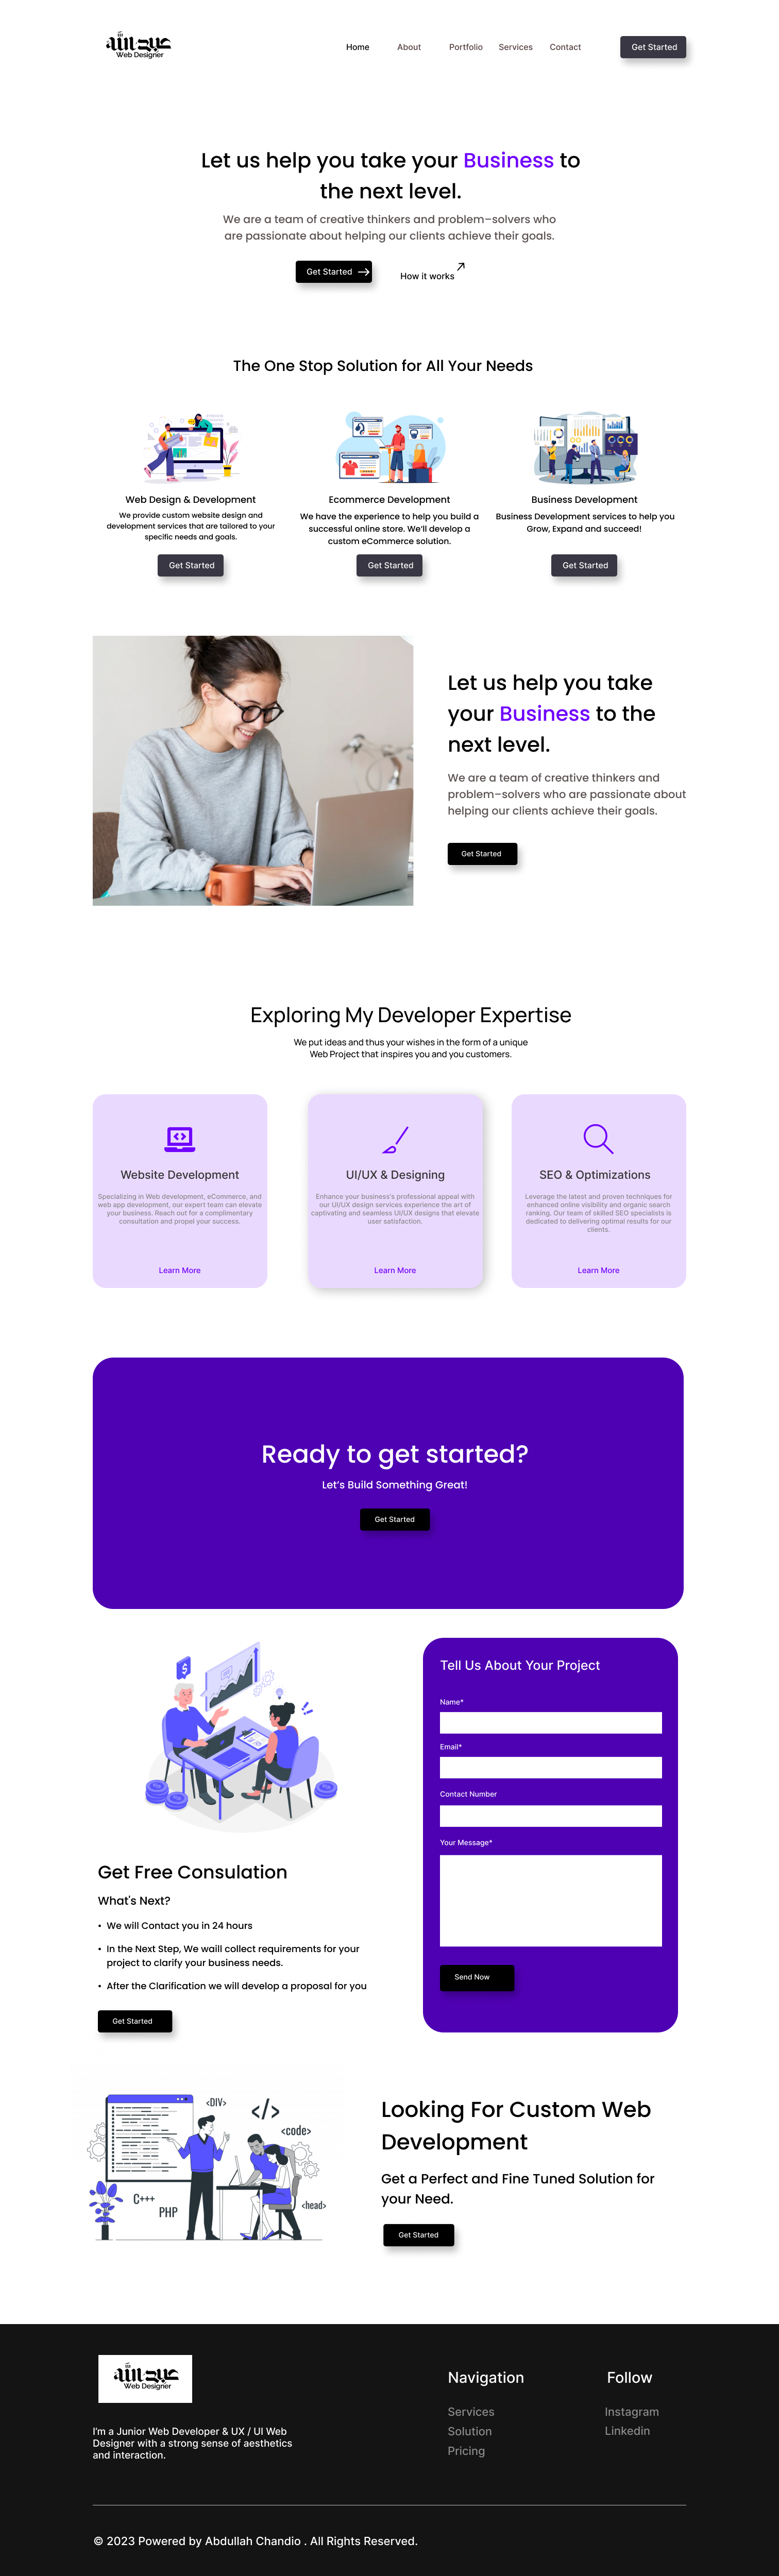 عبد الله
Web Designer
Home About Portfolio Services Contact Get Started
Let us help you take your Business to
the next level.
We are a team of creative thinkers and problem–solvers who
are passionate about helping our clients achieve their goals.
Get Started
How it works
The One Stop Solution for All Your Needs
Web Design & Development
We provide custom website design and
development services that are tailored to your
specific needs and goals.
Get Started
Ecommerce Development
We have the experience to help you build a
successful online store. We'll develop a
custom eCommerce solution.
Get Started
Business Development
Business Development services to help you
Grow, Expand and succeed!
Get Started
Let us help you take
your Business to the
next level.
We are a team of creative thinkers and
problem–solvers who are passionate about
helping our clients achieve their goals.
Get Started
Exploring My Developer Expertise
We put ideas and thus your wishes in the form of a unique
Web Project that inspires you and you customers.
Website Development
Specializing in Web development, eCommerce, and
web app development, our expert team can elevate
your business. Reach out for a complimentary
consultation and propel your success.
Learn More
UI/UX & Designing
Enhance your business's professional appeal with
our UI/UX design services experience the art of
captivating and seamless UI/UX designs that elevate
user satisfaction.
Learn More
SEO & Optimizations
Leverage the latest and proven techniques for
enhanced online visibility and organic search
ranking. Our team of skilled SEO specialists is
dedicated to delivering optimal results for our
clients.
Learn More
Ready to get started?
Let's Build Something Great!
Get Started
$
Get Free Consulation
What's Next?
• We will Contact you in 24 hours
• In the Next Step, We waill collect requirements for your
project to clarify your business needs.
• After the Clarification we will develop a proposal for you
Get Started
Tell Us About Your Project
Name*
Email*
Contact Number
Your Message*
Send Now
<DIV>
</>
<code>
C+++
PHP
<head>
Looking For Custom Web
Development
Get a Perfect and Fine Tuned Solution for
your Need.
Get Started
عبد الله
Web Designer
I'm a Junior Web Developer & UX / UI Web
Designer with a strong sense of aesthetics
and interaction.
Navigation
Services
Solution
Pricing
Follow
Instagram
Linkedin
© 2023 Powered by Abdullah Chandio . All Rights Reserved.